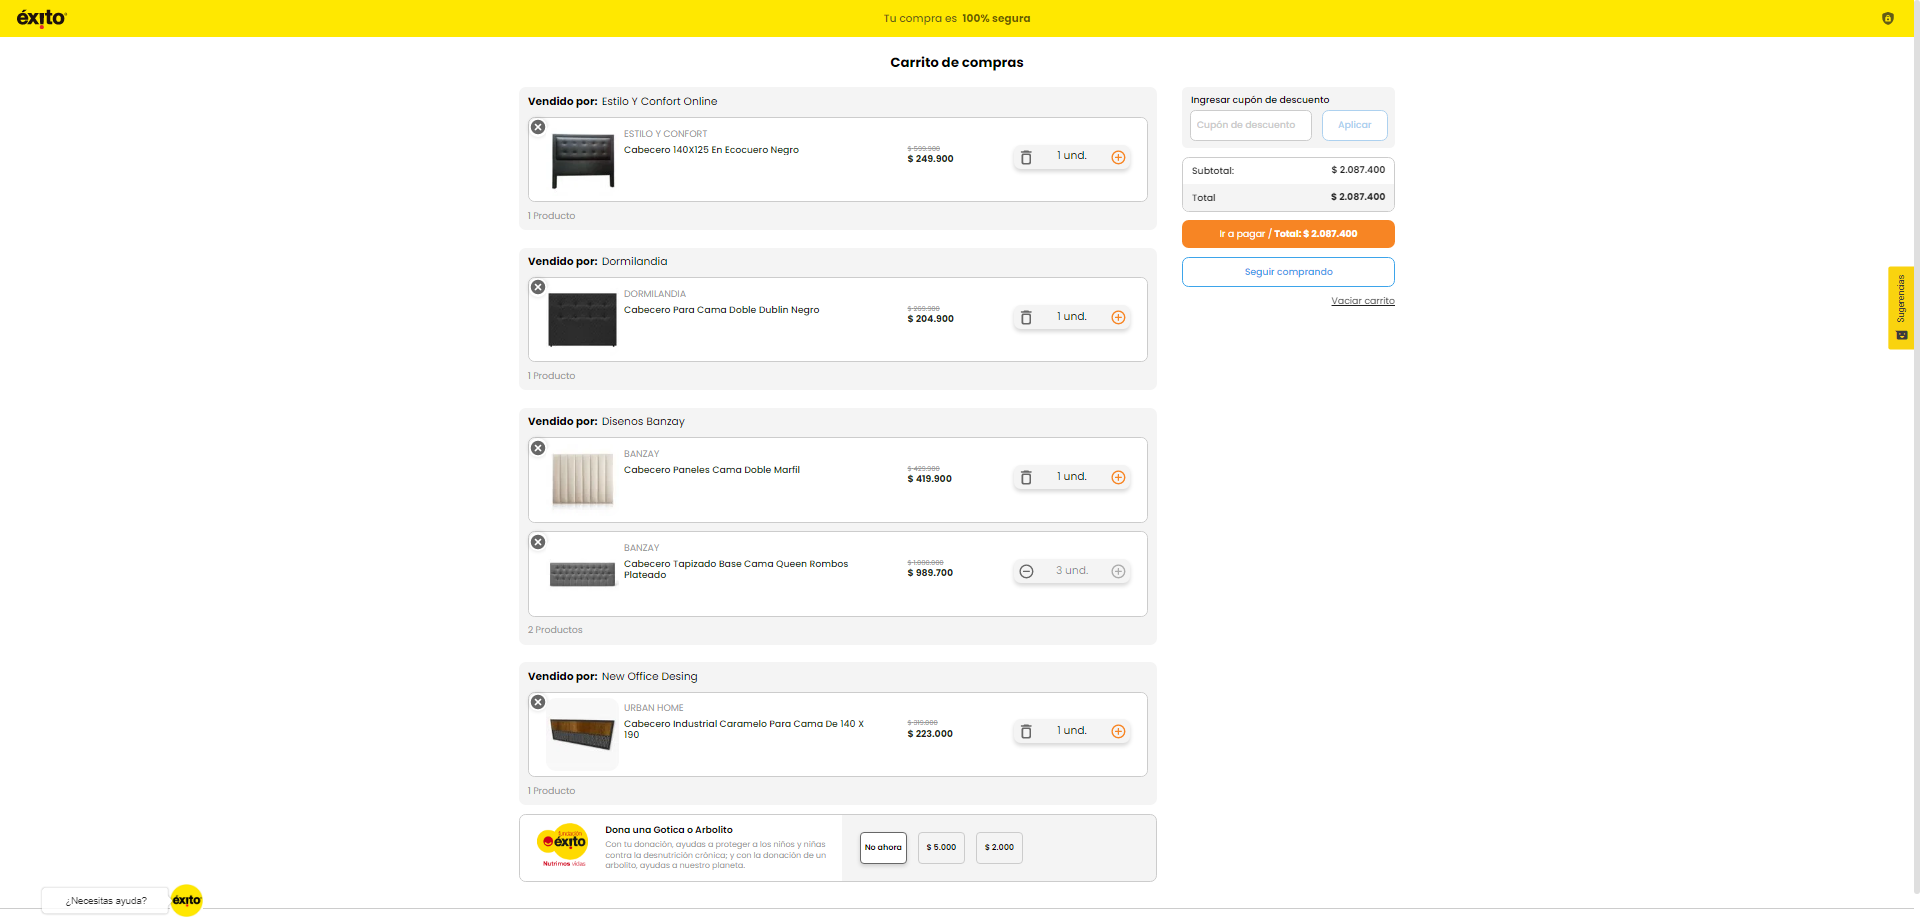 éxito
Tu compra es 100% segura
Carrito de compras
Vendido por: Estilo Y Confort Online
ESTILO Y CONFORT
Cabecero 140X125 En Ecocuero Negro
$ 599.900
$ 249.900
1 und.
1 Producto
Vendido por: Dormilandia
DORMILANDIA
Cabecero Para Cama Doble Dublin Negro
$ 204.900
1 und.
1 Producto
Vendido por: Disenos Banzay
BANZAY
Cabecero Paneles Cama Doble Marfil
$ 429.900
$ 419.900
1 und.
BANZAY
Cabecero Tapizado Base Cama Queen Rombos
Plateado
$ 989.700
3 und.
2 Productos
Vendido por: New Office Desing
URBAN HOME
Cabecero Industrial Caramelo Para Cama De 140 X
190
$ 223.000
1 und.
1 Producto
fundación
éxito
Nutrimos vidas
Dona una Gotica o Arbolito
Con tu donación, ayudas a proteger a los niños y niñas
contra la desnutrición crónica; y con la donación de un
arbolito, ayudas a nuestro planeta.
No ahora
$ 5.000
$ 2.000
Ingresar cupón de descuento
Cupón de descuento
Aplicar
Subtotal: $ 2.087.400
Total $ 2.087.400
Ir a pagar / Total: $ 2.087.400
Seguir comprando
Vaciar carrito
Sugerencias
¿Necesitas ayuda?
éxito